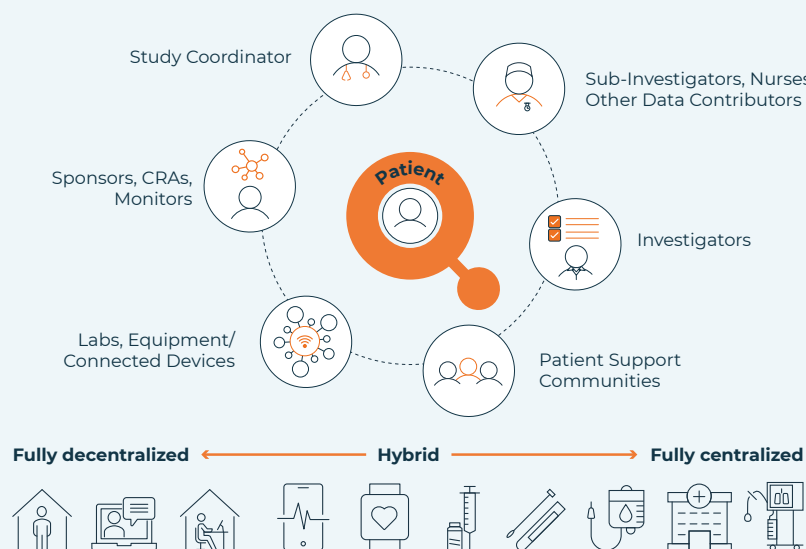 Study Coordinator
Sub-Investigators, Nurses
Other Data Contributors
Patient
Sponsors, CRAs,
Monitors
Investigators
Labs, Equipment/
Connected Devices
Patient Support
Communities
Fully decentralized
Hybrid
Fully centralized